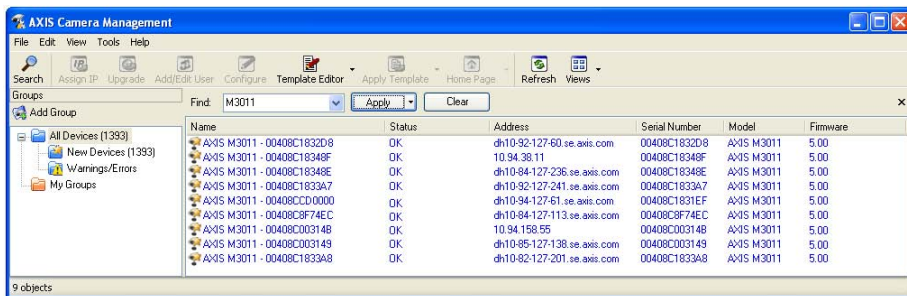 AXIS Camera Management
File Edit View Tools Help
Search Assign IP Upgrade Add/Edit User Configure Template Editor Apply Template Home Page Refresh Views
Groups
Add Group
All Devices (1393)
New Devices (1393)
Warnings/Errors
My Groups
Find: M3011 Apply Clear
Name Status Address Serial Number Model Firmware
AXIS M3011 - 00408C1832D8 OK dh10-92-127-60.se.axis.com 00408C1832D8 AXIS M3011 5.00
AXIS M3011 - 00408C18348F OK 10.94.38.11 00408C18348F AXIS M3011 5.00
AXIS M3011 - 00408C18348E OK dh10-84-127-236.se.axis.com 00408C18348E AXIS M3011 5.00
AXIS M3011 - 00408C1833A7 OK dh10-92-127-241.se.axis.com 00408C1833A7 AXIS M3011 5.00
AXIS M3011 - 00408CCD0000 OK dh10-94-127-61.se.axis.com 00408C1831EF AXIS M3011 5.00
AXIS M3011 - 00408C8F74EC OK dh10-84-127-113.se.axis.com 00408C8F74EC AXIS M3011 5.00
AXIS M3011 - 00408C00314B OK 10.94.158.55 00408C00314B AXIS M3011 5.00
AXIS M3011 - 00408C003149 OK dh10-85-127-138.se.axis.com 00408C003149 AXIS M3011 5.00
AXIS M3011 - 00408C1833A8 OK dh10-82-127-201.se.axis.com 00408C1833A8 AXIS M3011 5.00
9 objects